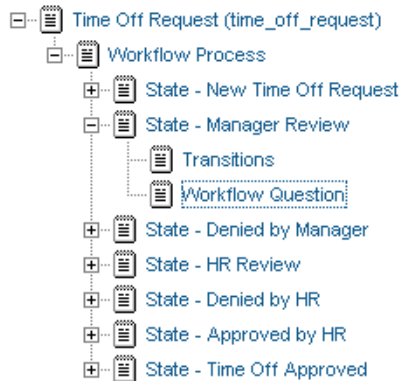 Time Off Request (time_off_request)
Workflow Process
State - New Time Off Request
State - Manager Review
Transitions
Workflow Question
State - Denied by Manager
State - HR Review
State - Denied by HR
State - Approved by HR
State - Time Off Approved